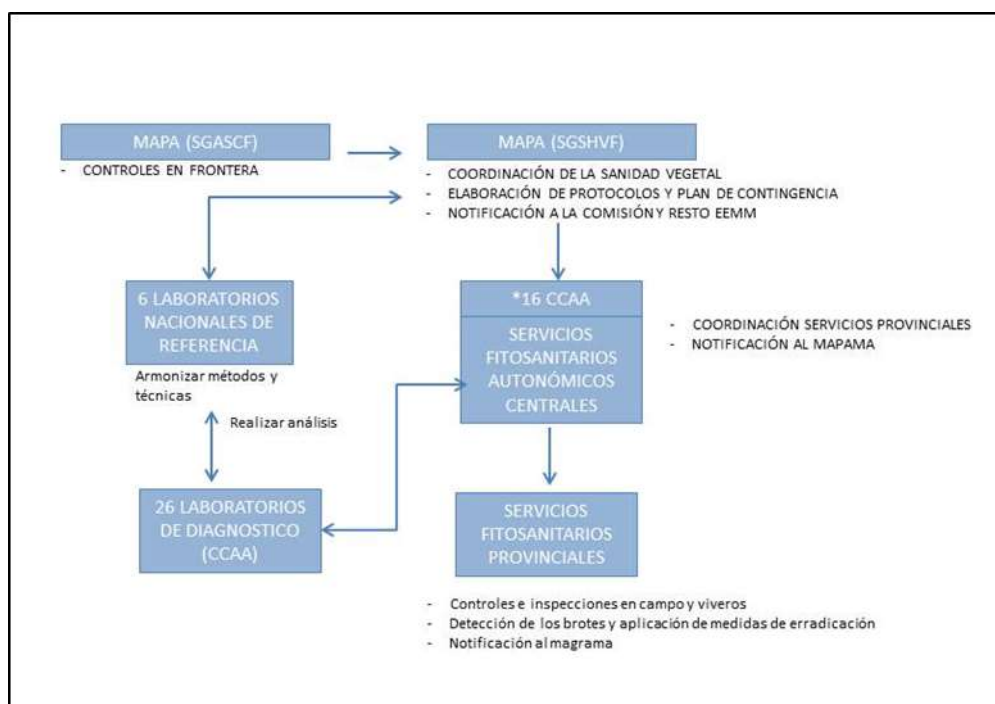 MAPA (SGASCF)
- CONTROLES EN FRONTERA
MAPA (SGSHVF)
- COORDINACIÓN DE LA SANIDAD VEGETAL
- ELABORACIÓN DE PROTOCOLOS Y PLAN DE CONTINGENCIA
- NOTIFICACIÓN A LA COMISIÓN Y RESTO EEMM
6 LABORATORIOS
NACIONALES DE
REFERENCIA
Armonizar métodos y
técnicas
*16 CCAA
SERVICIOS
FITOSANITARIOS
AUTONÓMICOS
CENTRALES
- COORDINACIÓN SERVICIOS PROVINCIALES
- NOTIFICACIÓN AL MAPAMA
Realizar análisis
26 LABORATORIOS
DE DIAGNOSTICO
(CCAA)
SERVICIOS
FITOSANITARIOS
PROVINCIALES
- Controles e inspecciones en campo y viveros
- Detección de los brotes y aplicación de medidas de erradicación
- Notificación al magrama